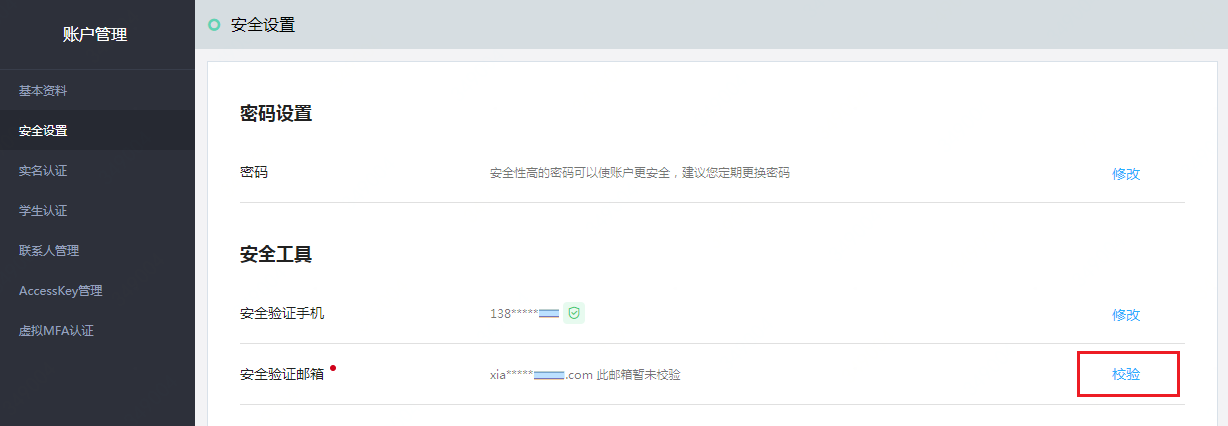 账户管理
基本资料
安全设置
实名认证
学生认证
联系人管理
AccessKey管理
虚拟MFA认证
安全设置
密码设置
密码 安全性高的密码可以使账户更安全，建议您定期更换密码 修改
安全工具
安全验证手机 138***** 修改
安全验证邮箱 xia***** .com 此邮箱暂未校验 校验